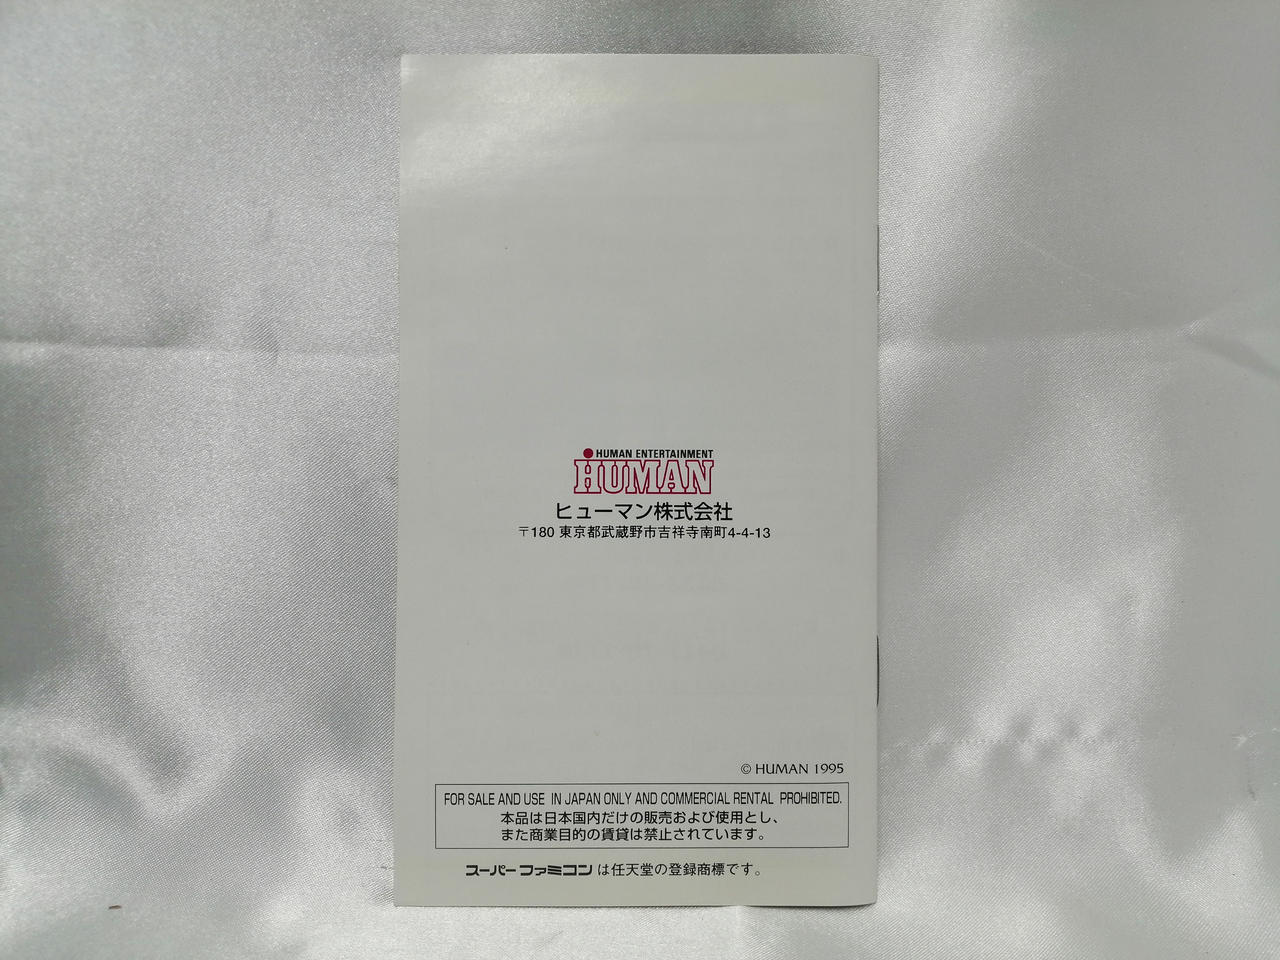 HUMAN ENTERTAINMENT
HUMAN
ヒューマン株式会社
〒180 東京都武蔵野市吉祥寺南町4-4-13
© HUMAN 1995
FOR SALE AND USE IN JAPAN ONLY AND COMMERCIAL RENTAL PROHIBITED.
本品は日本国内だけの販売および使用とし、
また商業目的の賃貸は禁止されています。
スーパーファミコンは任天堂の登録商標です。